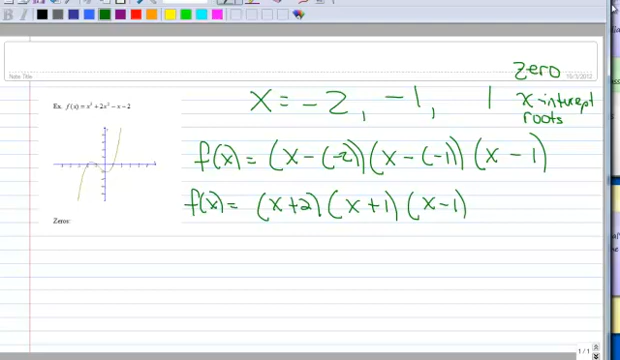 Zero
Note Title
10/3/2012
x = -2, -1, 1
x-intercept
roots
Ex. f(x) = x³ + 2x² − x − 2
f(x) = (x - (-2))(x - (-1))(x - 1)
f(x) = (x+2)(x+1)(x-1)
Zeros:
1 / 1